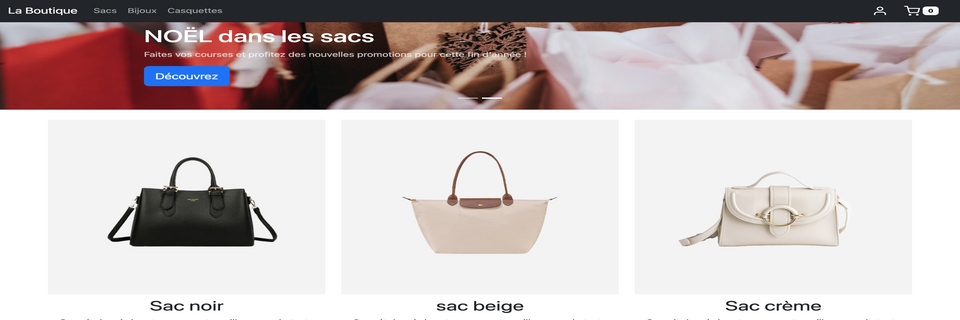 La Boutique Sacs Bijoux Casquettes 0
NOËL dans les sacs
Faites vos courses et profitez des nouvelles promotions pour cette fin d'année !
Découvrez
Sac noir sac beige Sac crème